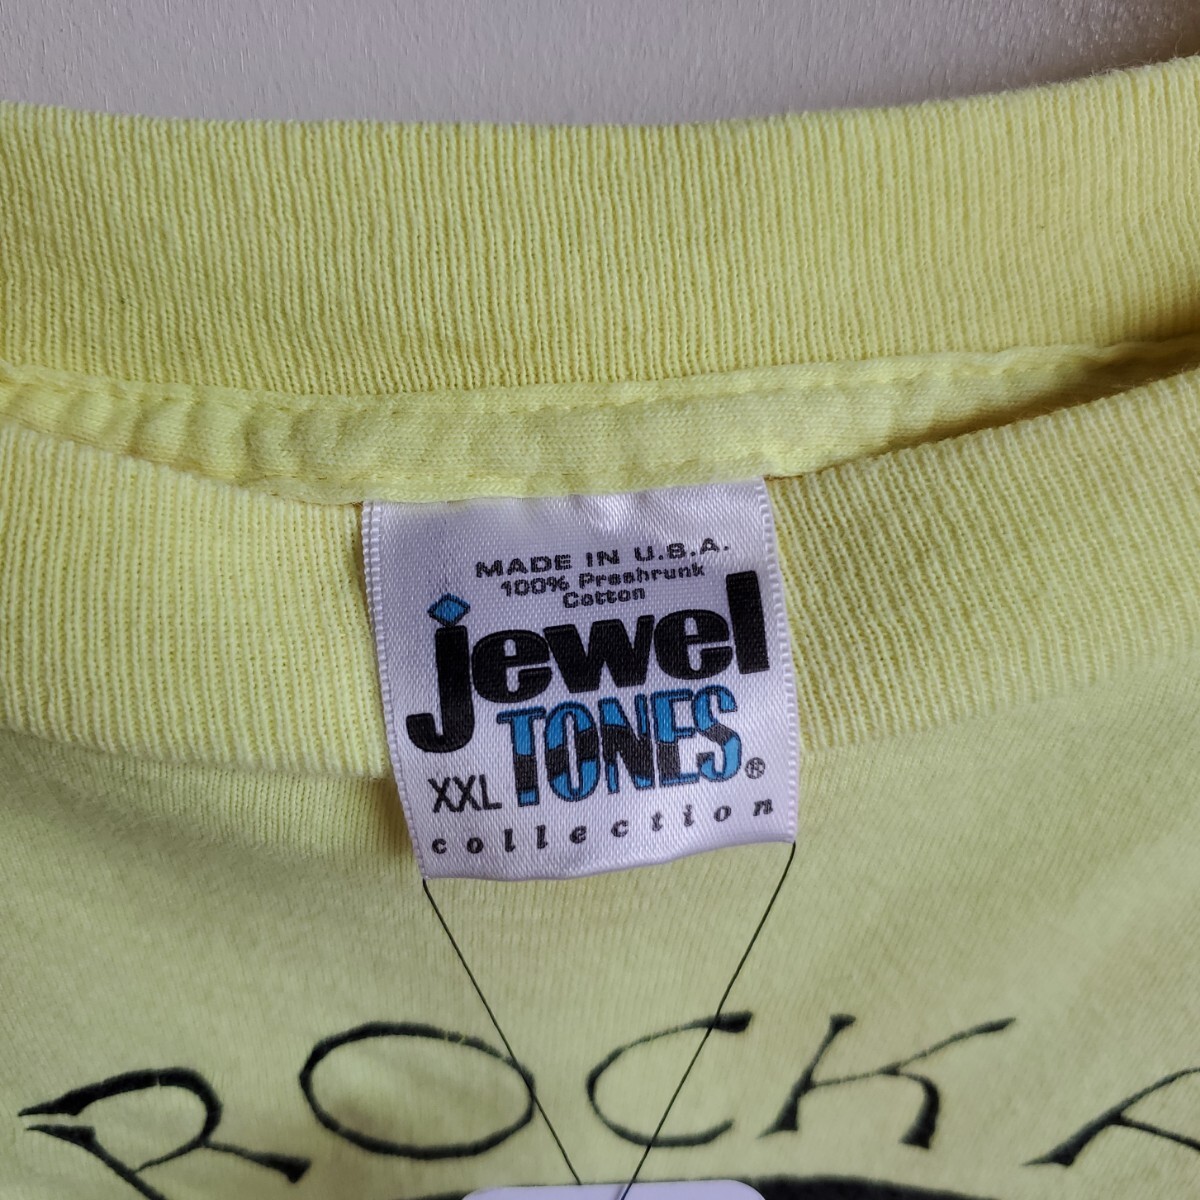 MADE IN U.S.A.
100% Preshrunk
Cotton
jewel
TONES®
XXL
collection
ROCK A